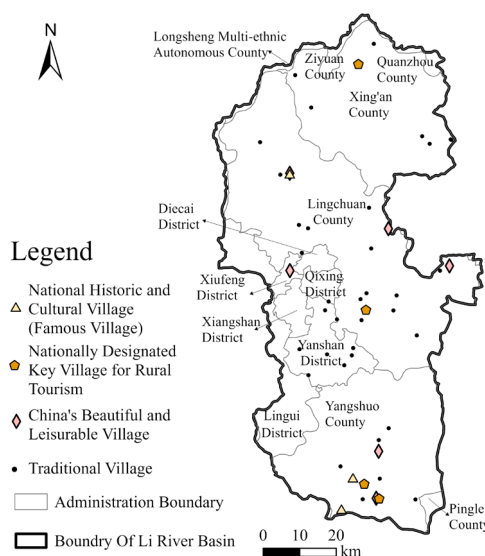 N
Longsheng Multi-ethnic
Autonomous County
Ziyuan
County
Quanzhou
County
Xing'an
County
Lingchuan
County
Diecai
District
Xiufeng
District
Qixing
District
Xiangshan
District
Yanshan
District
Lingui
District
Yangshuo
County
Pingle
County
Legend
National Historic and
Cultural Village
(Famous Village)
Nationally Designated
Key Village for Rural
Tourism
China's Beautiful and
Leisurable Village
Traditional Village
Administration Boundary
Boundry Of Li River Basin
0 10 20
km